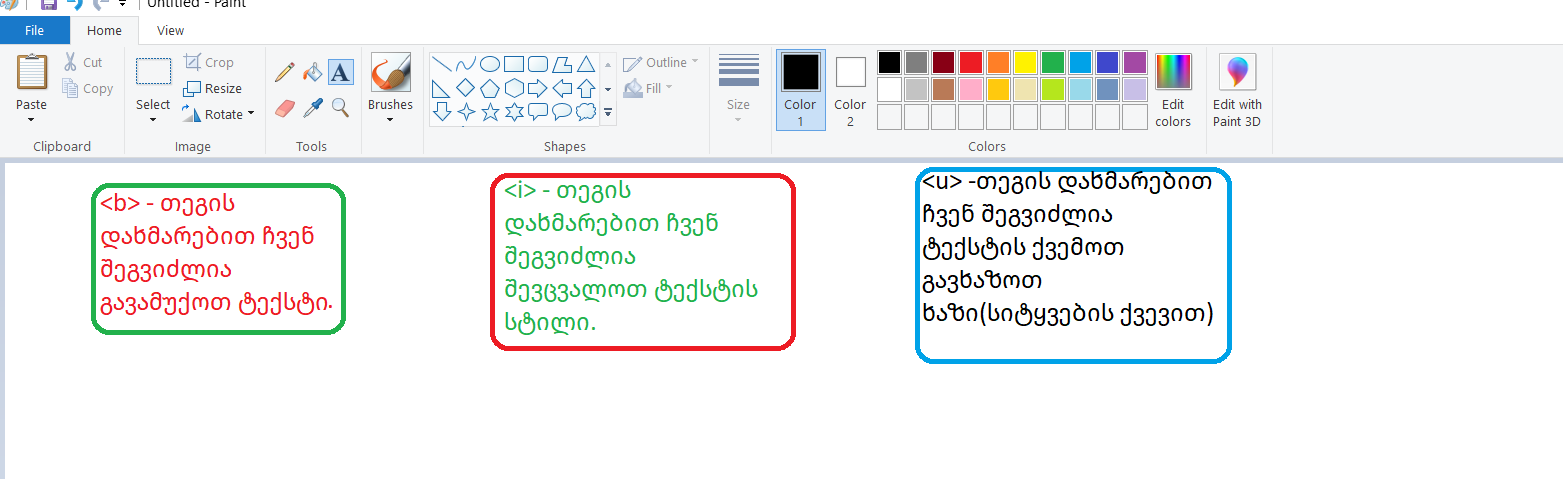 Untitled - Paint
File
Home
View
Paste
Cut
Copy
Clipboard
Select
Crop
Resize
Rotate
Image
A
Tools
Brushes
Outline
Fill
Shapes
Size
Color
1
Color
2
Edit
colors
Colors
Edit with
Paint 3D
<b> - თეგის
დახმარებით ჩვენ
შეგვიძლია
გავამუქოთ ტექსტი.
<i> - თეგის
დახმარებით ჩვენ
შეგვიძლია
შევცვალოთ ტექსტის
სტილი.
<u> -თეგის დახმარებით
ჩვენ შეგვიძლია
ტექსტის ქვემოთ
გავხაზოთ
ხაზი(სიტყვების ქვევით)